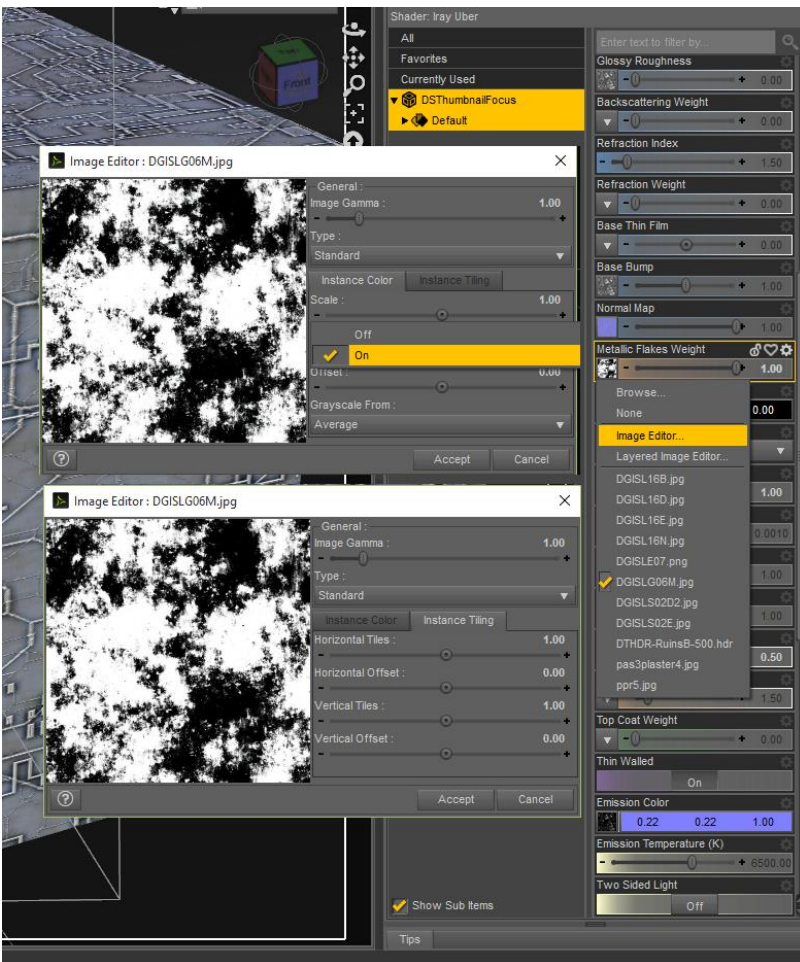 Shader: Iray Uber
All
Favorites
Currently Used
DSThumbnailFocus
Default
Front
Image Editor : DGISLG06M.jpg
General :
Image Gamma :
1.00
Type :
Standard
Instance Color
Instance Tiling
Scale :
1.00
Off
On
Offset :
0.00
Grayscale From :
Average
Accept
Cancel
Image Editor : DGISLG06M.jpg
General :
Image Gamma :
1.00
Type :
Standard
Instance Color
Instance Tiling
Horizontal Tiles :
1.00
Horizontal Offset :
0.00
Vertical Tiles :
1.00
Vertical Offset :
0.00
Accept
Cancel
Show Sub Items
Tips
Enter text to filter by...
Glossy Roughness
0.00
Backscattering Weight
0.00
Refraction Index
1.50
Refraction Weight
0.00
Base Thin Film
0.00
Base Bump
1.00
Normal Map
1.00
Metallic Flakes Weight
1.00
Browse...
None
Image Editor...
Layered Image Editor...
DGISL16B.jpg
DGISL16D.jpg
DGISL16E.jpg
DGISL16N.jpg
DGISLE07.png
DGISLG06M.jpg
DGISLS02D2.jpg
DGISLS02E.jpg
DTHDR-RuinsB-500.hdr
pas3plaster4.jpg
ppr5.jpg
0.00
1.00
0.0010
1.00
1.00
0.50
1.50
Top Coat Weight
0.00
Thin Walled
On
Emission Color
0.22 0.22 1.00
Emission Temperature (K)
6500.00
Two Sided Light
Off